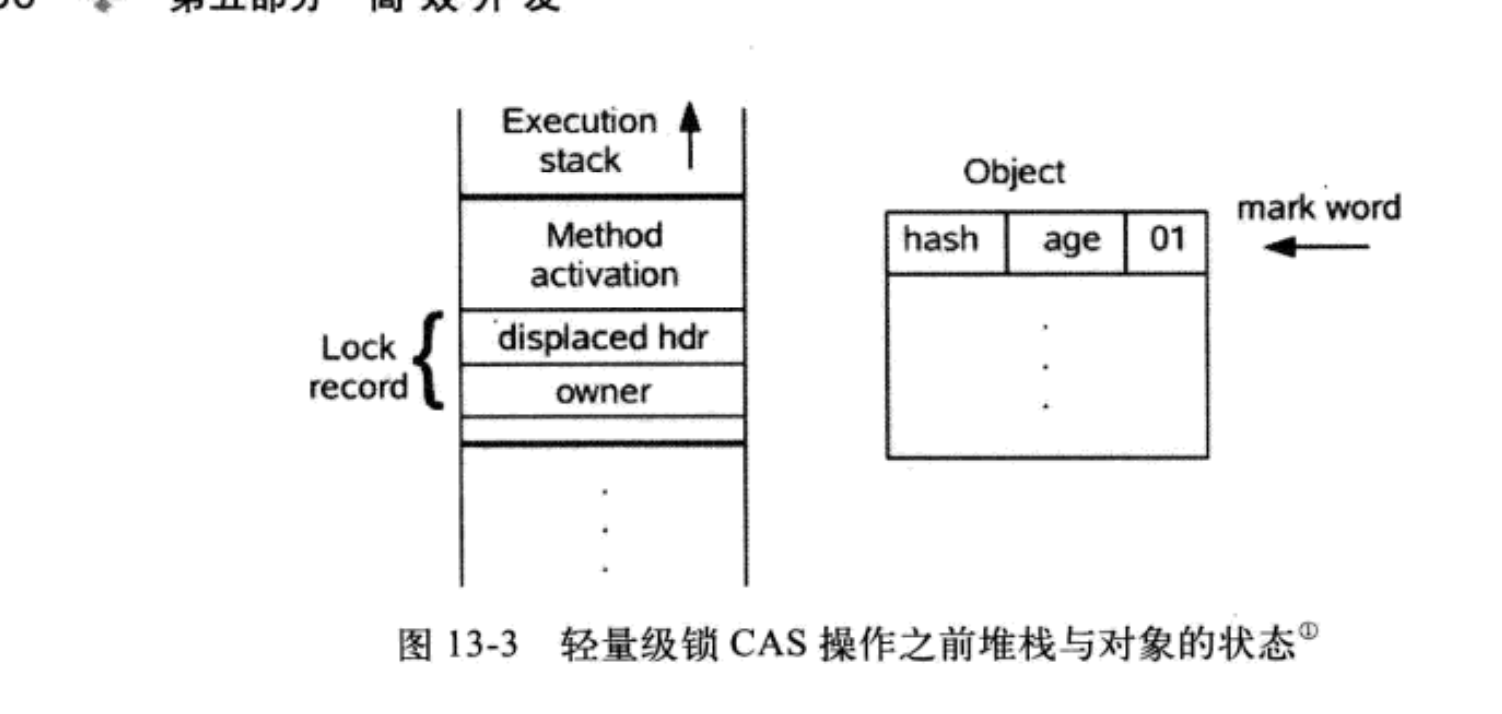 第五部分 高效并发
Execution
stack
Method
activation
Lock
record
displaced hdr
owner
Object
hash age 01
mark word
图 13-3 轻量级锁 CAS 操作之前堆栈与对象的状态①